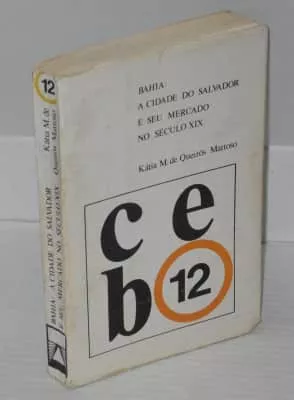 BAHIA:
A CIDADE DO SALVADOR
E SEU MERCADO
NO SÉCULO XIX
Kátia M. de Queirós Mattoso
c e
b 12
12
Kátia M. de
Queirós Mattoso
BAHIA: A CIDADE DO SALVADOR
E SEU MERCADO NO SÉCULO XIX